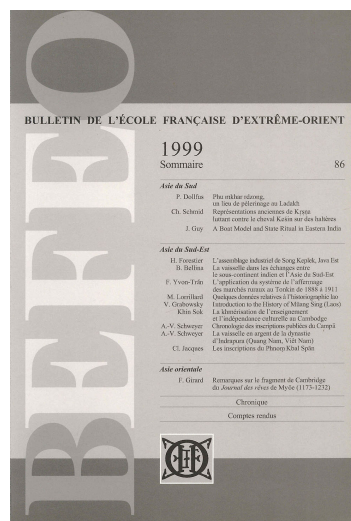 BEFEO
BULLETIN DE L'ÉCOLE FRANÇAISE D'EXTRÊME-ORIENT
1999
Sommaire 86
Asie du Sud
P. Dollfus Phu mkhar rdzong,
un lieu de pèlerinage au Ladakh
Ch. Schmid Représentations anciennes de Kṛṣṇa
luttant contre le cheval Keśin sur des haltères
J. Guy A Boat Model and State Ritual in Eastern India
Asie du Sud-Est
H. Forestier L'assemblage industriel de Song Keplek, Java Est
B. Bellina La vaisselle dans les échanges entre
le sous-continent indien et l'Asie du Sud-Est
F. Yvon-Trân L'application du système de l'affermage
des marchés ruraux au Tonkin de 1888 à 1911
M. Lorrillard Quelques données relatives à l'historiographie lao
V. Grabowsky Introduction to the History of Müang Sing (Laos)
Khin Sok La khmérisation de l'enseignement
et l'indépendance culturelle au Cambodge
A.-V. Schweyer Chronologie des inscriptions publiées du Campā
A.-V. Schweyer La vaisselle en argent de la dynastie
d'Indrapura (Quang Nam, Viêt Nam)
Cl. Jacques Les inscriptions du Phnom Kbal Spān
Asie orientale
F. Girard Remarques sur le fragment de Cambridge
du Journal des rêves de Myōe (1173-1232)
Chronique
Comptes rendus